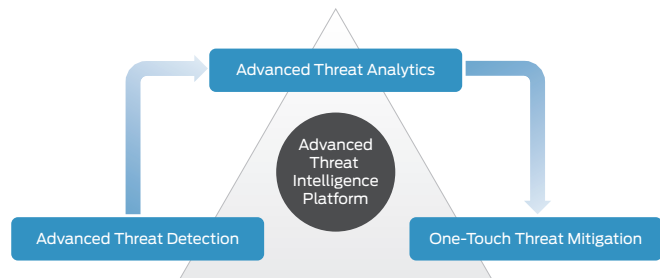 Advanced Threat Analytics
Advanced
Threat
Intelligence
Platform
Advanced Threat Detection
One-Touch Threat Mitigation